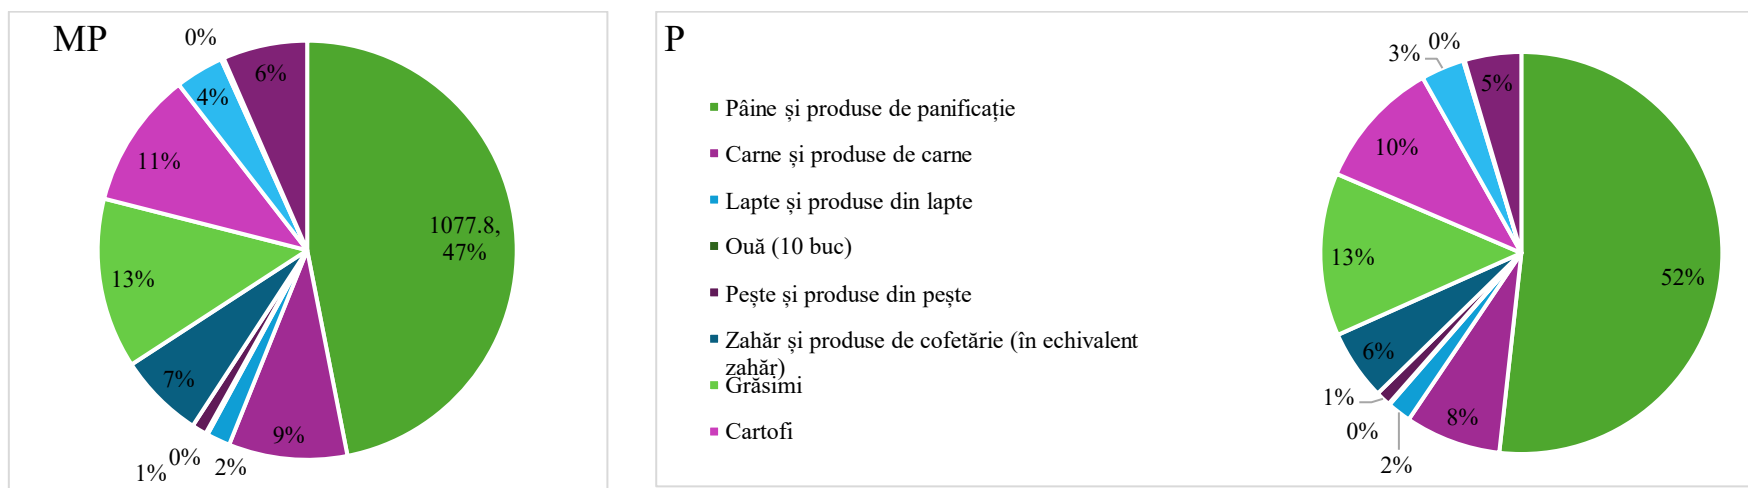 MP
0%
6%
4%
11%
1077.8,
47%
13%
7%
9%
0%
2%
1%
P
Pâine și produse de panificație
Carne și produse de carne
Lapte și produse din lapte
Ouă (10 buc)
Pește și produse din pește
Zahăr și produse de cofetărie (în echivalent
zahăr)
Grăsimi
Cartofi
0%
3%
5%
10%
13%
52%
6%
1%
8%
0%
2%